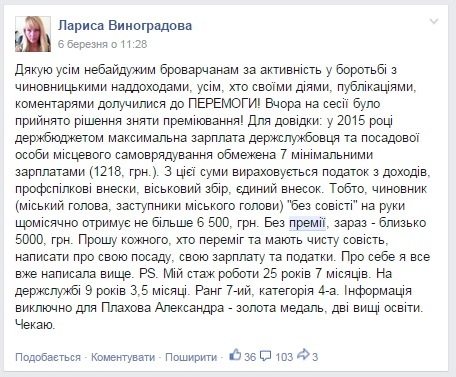 Лариса Виноградова
6 березня о 11:28
Дякую усім небайдужим броварчанам за активність у боротьбі з
чиновницькими наддоходами, усім, хто своїми діями, публікаціями,
коментарями долучилися до ПЕРЕМОГИ! Вчора на сесії було
прийнято рішення зняти преміювання! Для довідки: у 2015 році
держбюджетом максимальна зарплата держслужбовця та посадової
особи місцевого самоврядування обмежена 7 мінімальними
зарплатами (1218, грн.). З цієї суми вираховується податок з доходів,
профспілкові внески, військовий збір, єдиний внесок. Тобто, чиновник
(міський голова, заступники міського голови) "без совісті" на руки
щомісячно отримує не більше 6 500, грн. Без премії, зараз - близько
5000, грн. Прошу кожного, хто переміг та мають чисту совість,
написати про свою посаду, свою зарплату та податки. Про себе я все
вже написала вище. PS. Мій стаж роботи 25 років 7 місяців. На
держслужбі 9 років 3,5 місяці. Ранг 7-ий, категорія 4-а. Інформація
виключно для Плахова Александра - золота медаль, дві вищі освіти.
Чекаю.
Подобається · Коментувати · Поширити · 36 103 3